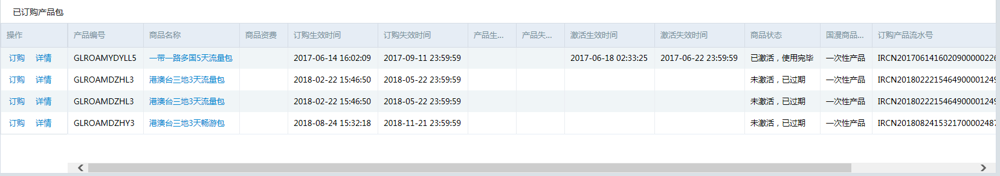 已订购产品包
操作 产品编号 商品名称 商品资费 订购生效时间 订购失效时间 产品生... 产品失... 激活生效时间 激活失效时间 商品状态 国漫商品... 订购产品流水号
订购 详情 GLROAMYDYLL5 一带一路多国5天流量包 2017-06-14 16:02:09 2017-09-11 23:59:59 2017-06-18 02:33:25 2017-06-22 23:59:59 已激活，使用完毕 一次性产品 IRCN2017061416020900000226
订购 详情 GLROAMDZHL3 港澳台三地3天流量包 2018-02-22 15:46:50 2018-05-22 23:59:59 未激活，已过期 一次性产品 IRCN2018022215464900001249
订购 详情 GLROAMDZHL3 港澳台三地3天流量包 2018-02-22 15:46:50 2018-05-22 23:59:59 未激活，已过期 一次性产品 IRCN2018022215464900001249
订购 详情 GLROAMDZHY3 港澳台三地3天畅游包 2018-08-24 15:32:18 2018-11-21 23:59:59 未激活，已过期 一次性产品 IRCN2018082415321700002487